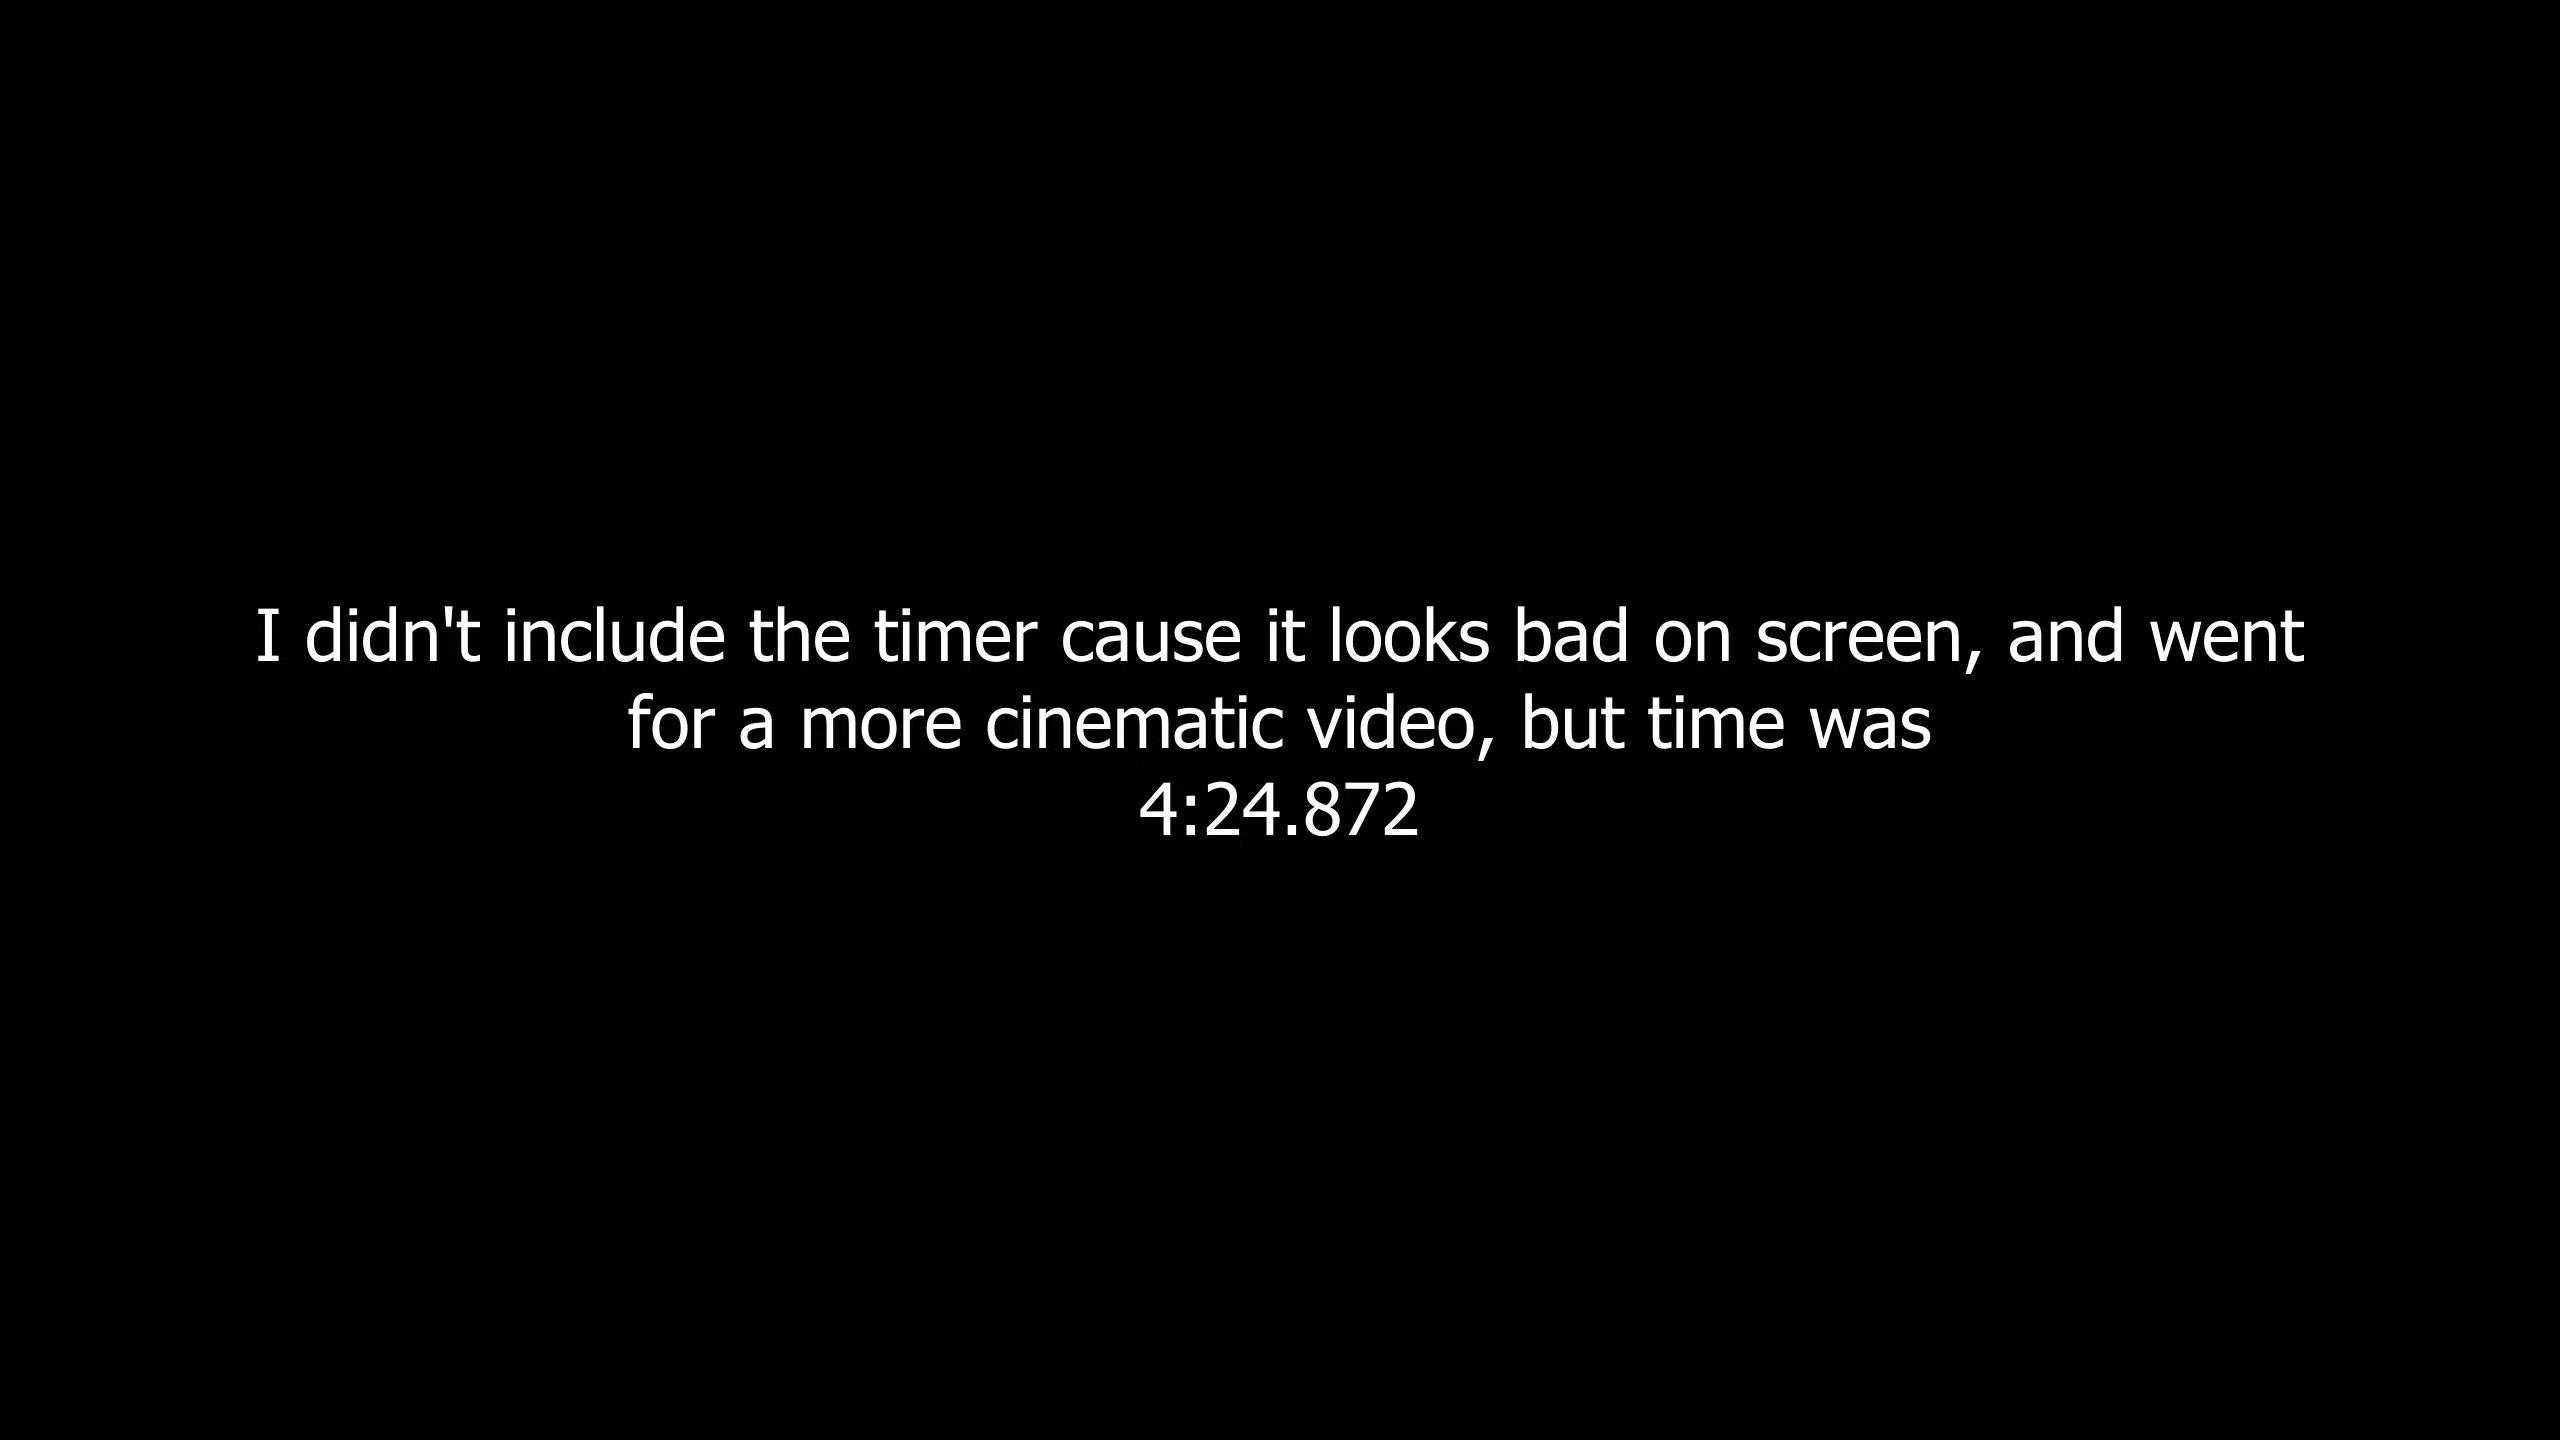 I didn't include the timer cause it looks bad on screen, and went
for a more cinematic video, but time was
4:24.872